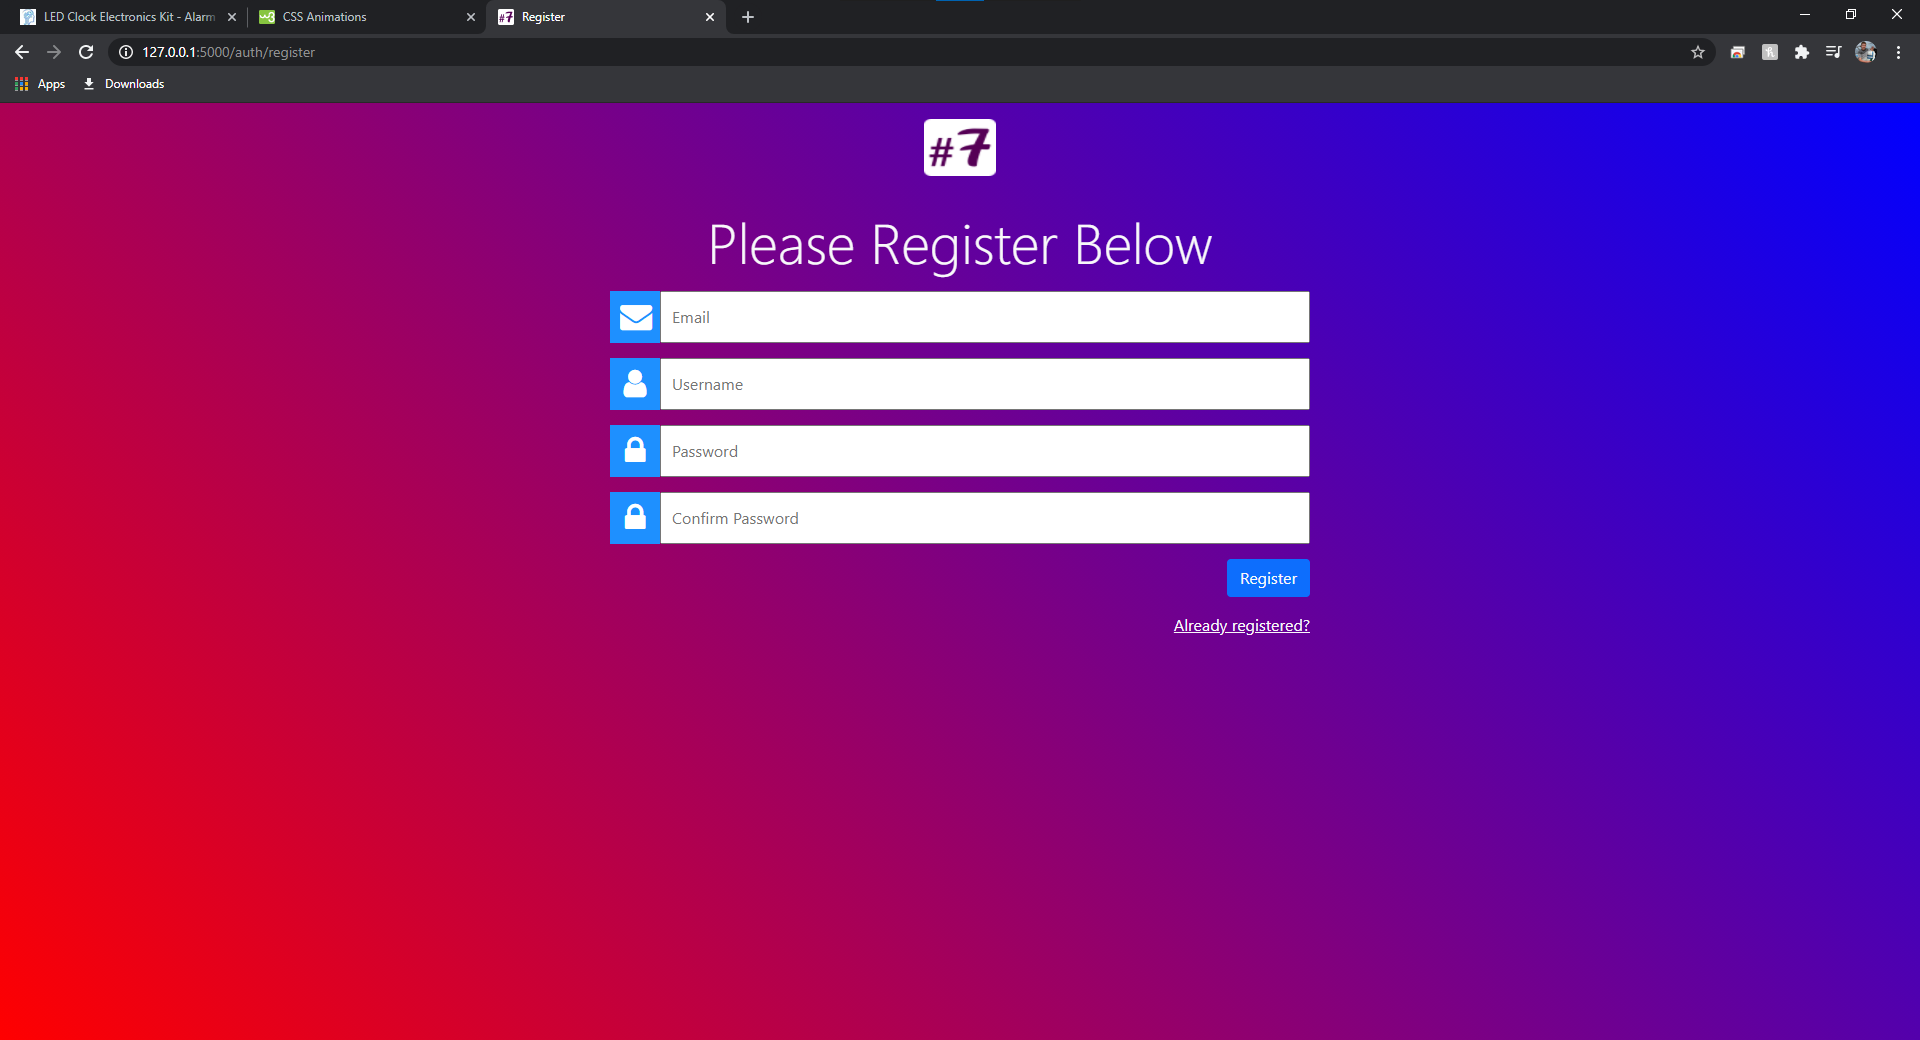 LED Clock Electronics Kit - Alarm
CSS Animations
#7 Register
127.0.0.1:5000/auth/register
Apps
Downloads
#7
Please Register Below
Email
Username
Password
Confirm Password
Register
Already registered?